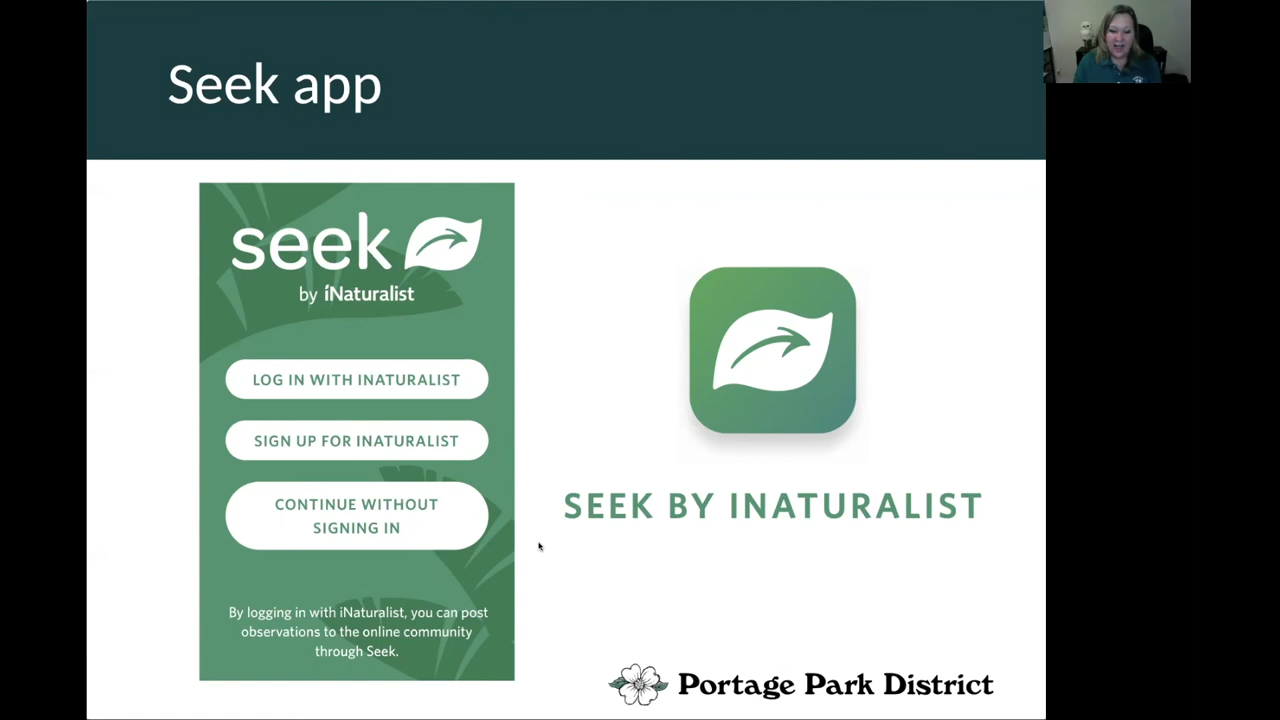 Seek app
seek
by iNaturalist
LOG IN WITH INATURALIST
SIGN UP FOR INATURALIST
CONTINUE WITHOUT
SIGNING IN
By logging in with iNaturalist, you can post
observations to the online community
through Seek.
SEEK BY INATURALIST
Portage Park District